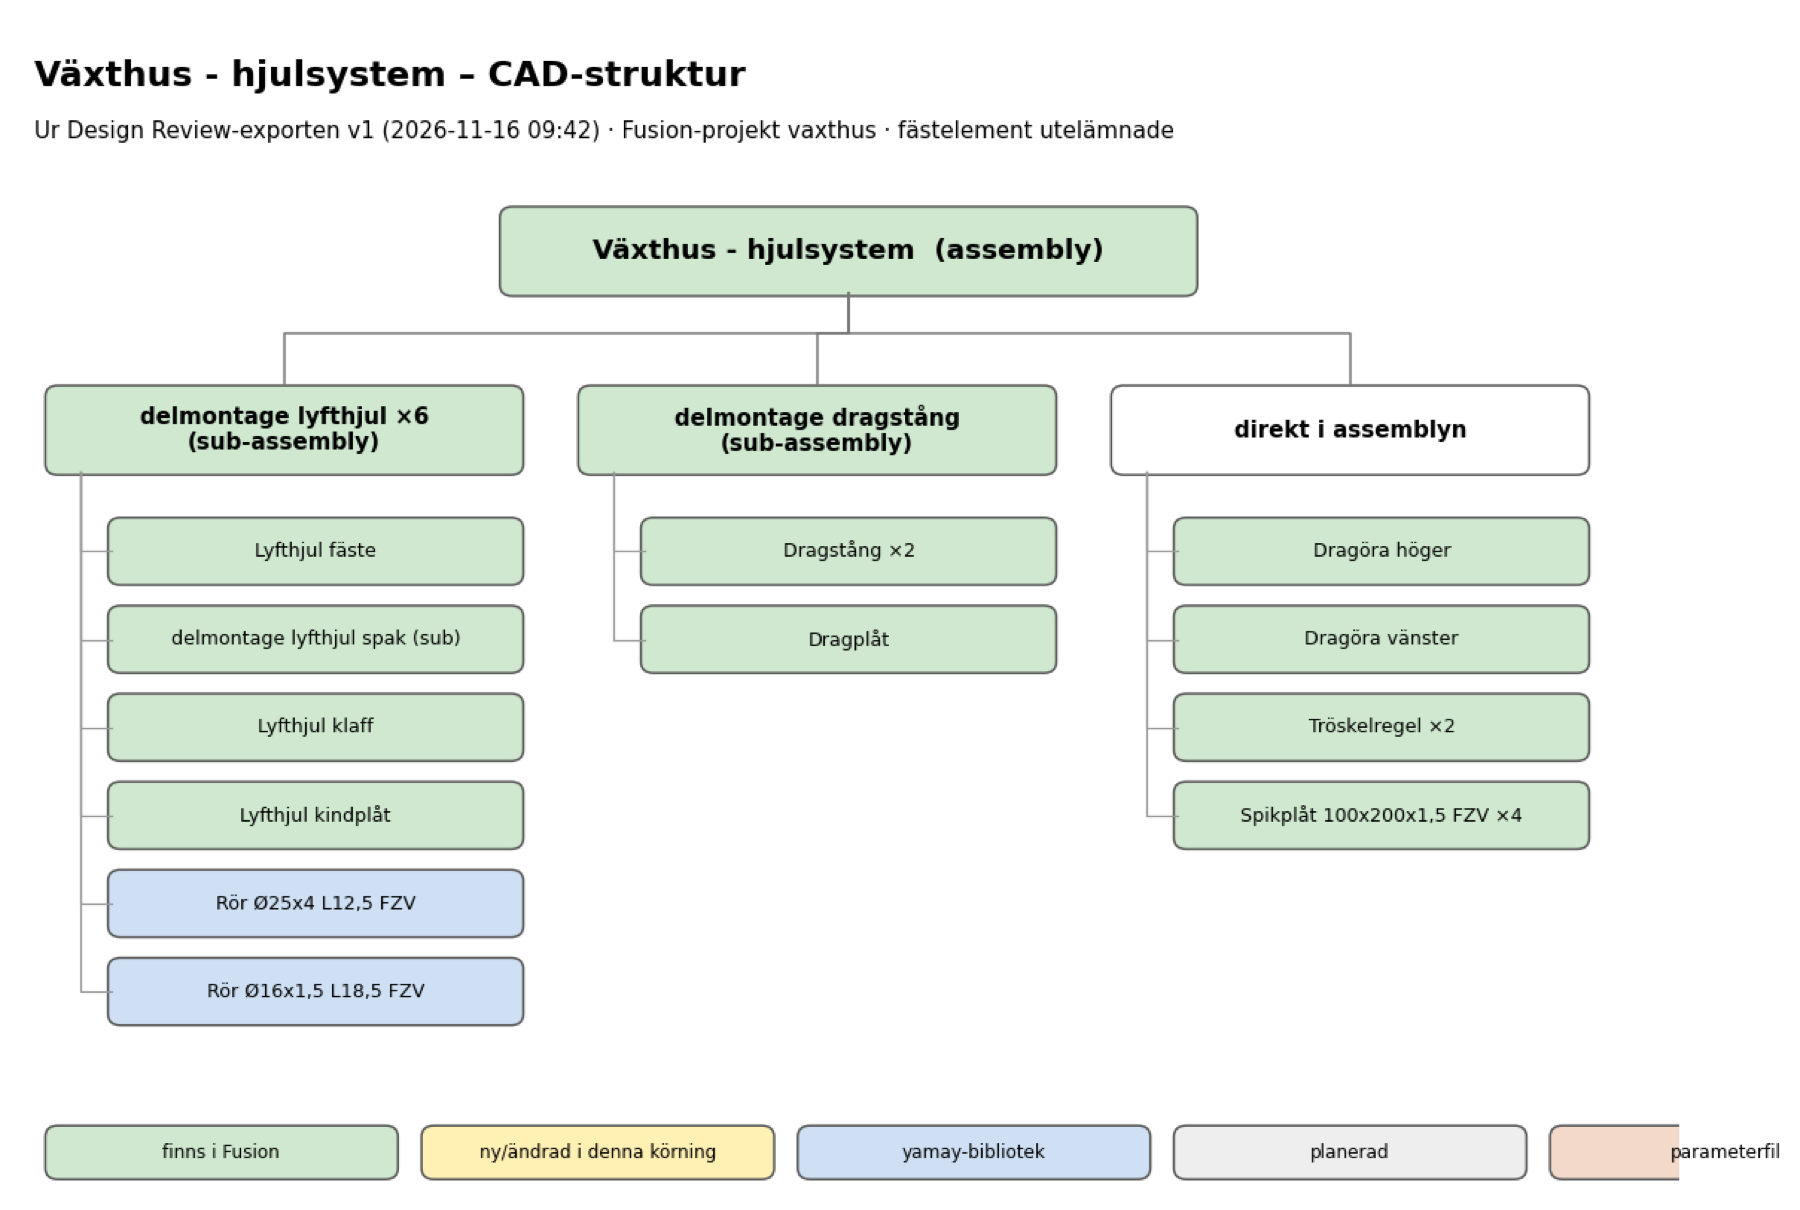 Växthus - hjulsystem – CAD-struktur
Ur Design Review-exporten v1 (2026-11-16 09:42) · Fusion-projekt vaxthus · fästelement utelämnade
Växthus - hjulsystem (assembly)
delmontage lyfthjul ×6
(sub-assembly)
Lyfthjul fäste
delmontage lyfthjul spak (sub)
Lyfthjul klaff
Lyfthjul kindplåt
Rör Ø25x4 L12,5 FZV
Rör Ø16x1,5 L18,5 FZV
delmontage dragstång
(sub-assembly)
Dragstång ×2
Dragplåt
direkt i assemblyn
Dragöra höger
Dragöra vänster
Tröskelregel ×2
Spikplåt 100x200x1,5 FZV ×4
finns i Fusion
ny/ändrad i denna körning
yamay-bibliotek
planerad
parameterfil